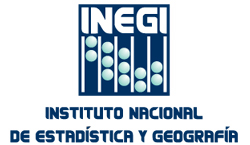 INEGI
INSTITUTO NACIONAL
DE ESTADÍSTICA Y GEOGRAFÍA